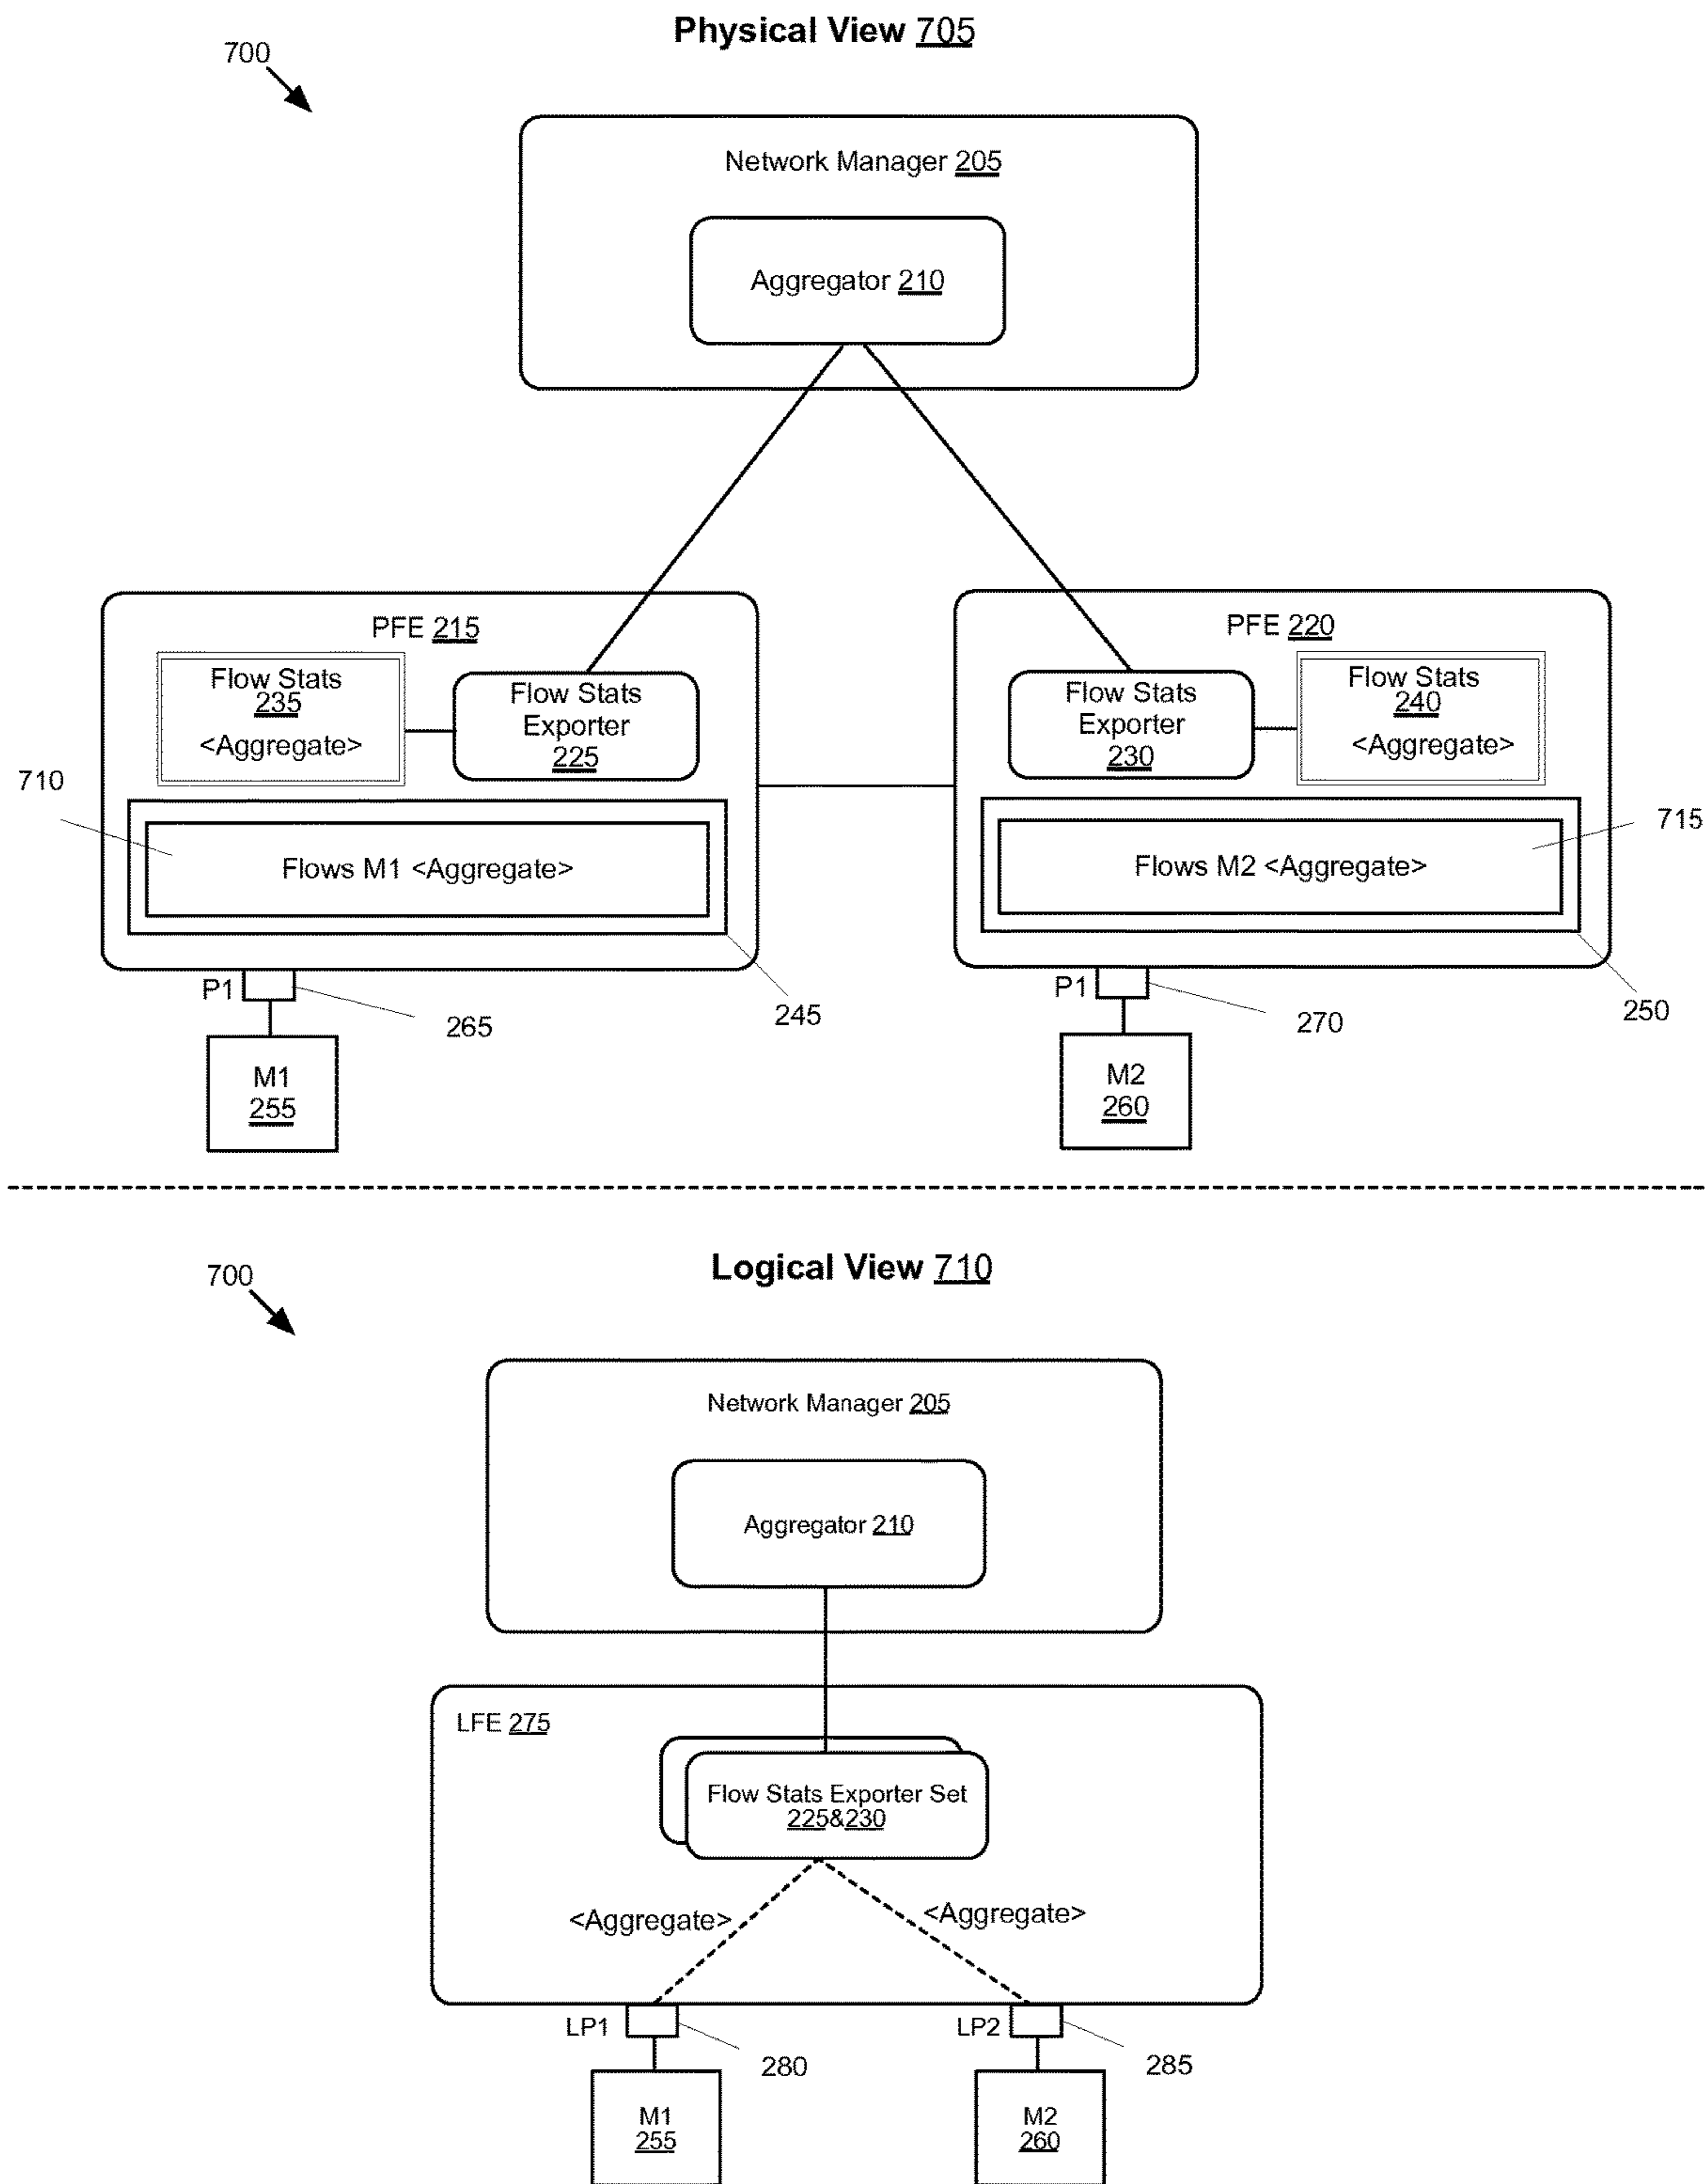 Physical View 705
700
Network Manager 205
Aggregator 210
PFE 215
Flow Stats
235
<Aggregate>
Flow Stats
Exporter
225
710
Flows M1 <Aggregate>
P1
265
245
M1
255
PFE 220
Flow Stats
Exporter
230
Flow Stats
240
<Aggregate>
715
Flows M2 <Aggregate>
P1
270
250
M2
260
Logical View 710
700
Network Manager 205
Aggregator 210
LFE 275
Flow Stats Exporter Set
225&230
<Aggregate>
<Aggregate>
LP1
280
LP2
285
M1
255
M2
260